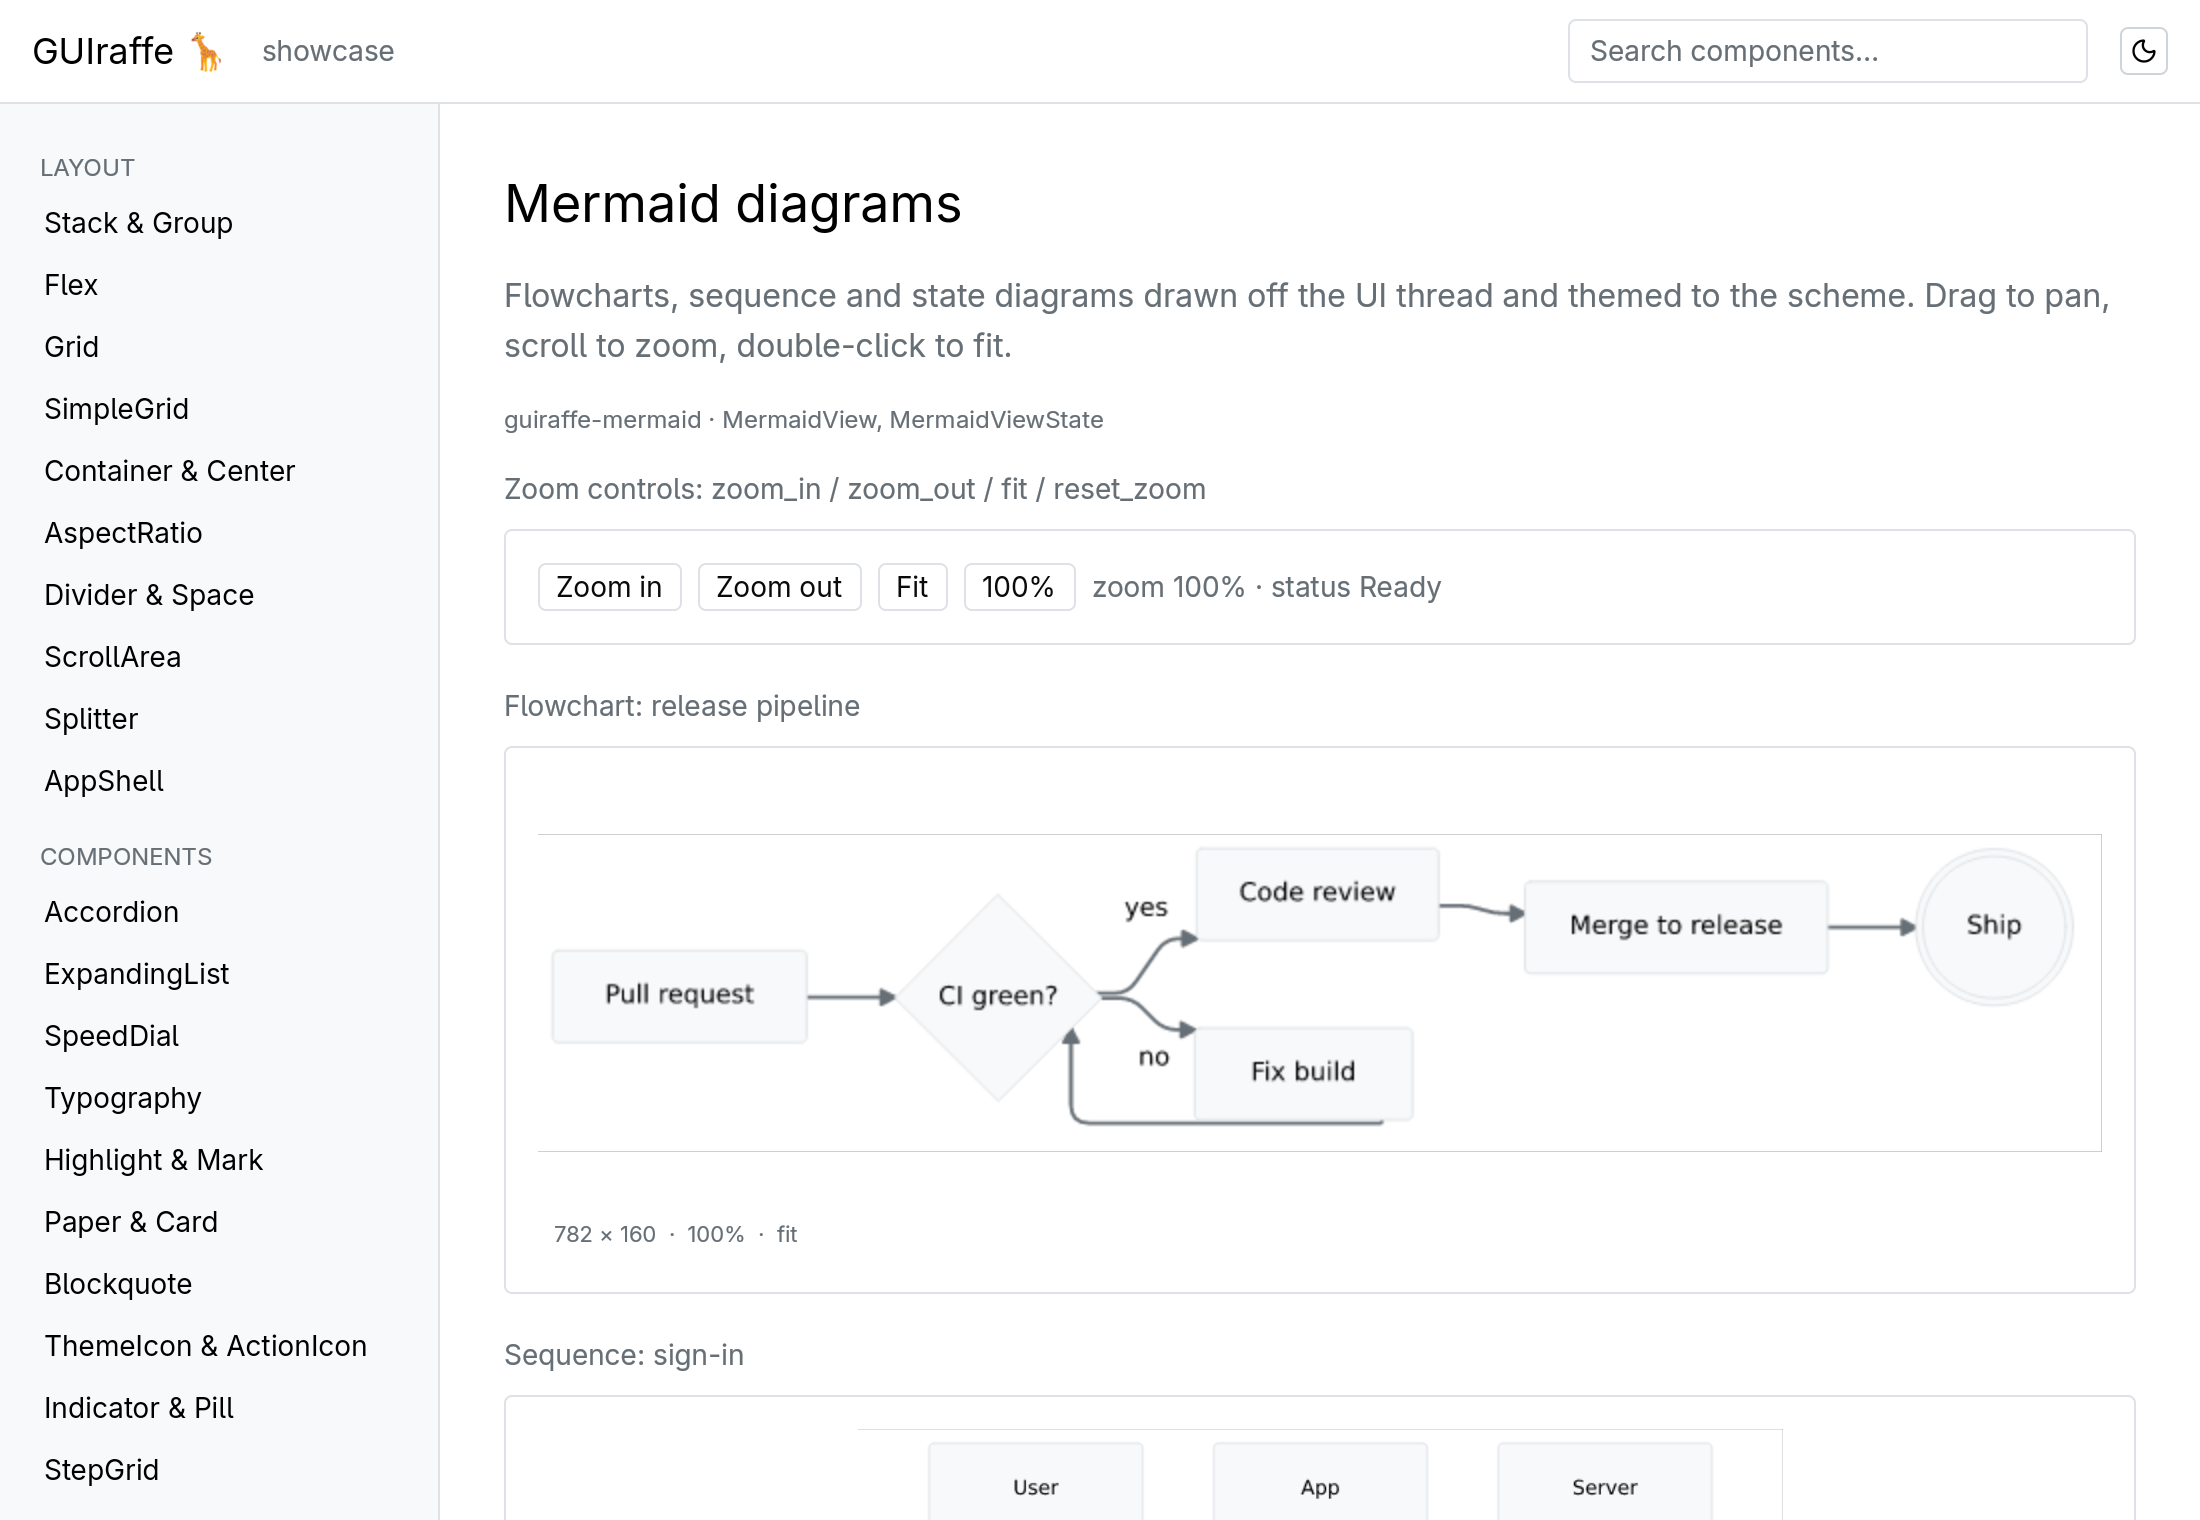 GUIraffe 🦒 showcase
Search components...
LAYOUT
Stack & Group
Flex
Grid
SimpleGrid
Container & Center
AspectRatio
Divider & Space
ScrollArea
Splitter
AppShell
COMPONENTS
Accordion
ExpandingList
SpeedDial
Typography
Highlight & Mark
Paper & Card
Blockquote
ThemeIcon & ActionIcon
Indicator & Pill
StepGrid
Mermaid diagrams
Flowcharts, sequence and state diagrams drawn off the UI thread and themed to the scheme. Drag to pan,
scroll to zoom, double-click to fit.
guiraffe-mermaid · MermaidView, MermaidViewState
Zoom controls: zoom_in / zoom_out / fit / reset_zoom
Zoom in Zoom out Fit 100% zoom 100% · status Ready
Flowchart: release pipeline
Pull request
CI green?
yes
no
Code review
Fix build
Merge to release
Ship
782 × 160 · 100% · fit
Sequence: sign-in
User App Server